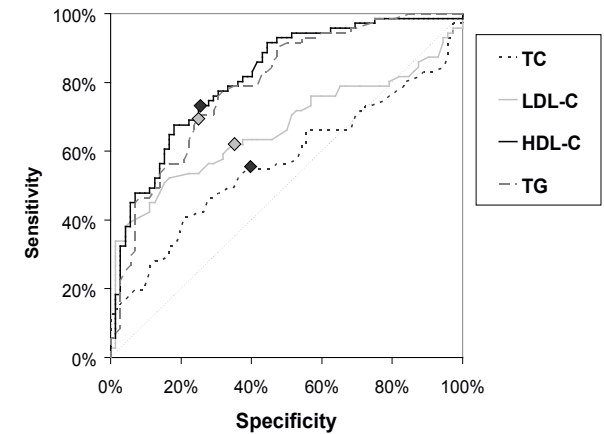 100%
80%
60%
40%
20%
0%
Sensitivity
0% 20% 40% 60% 80% 100%
Specificity
TC
LDL-C
HDL-C
TG